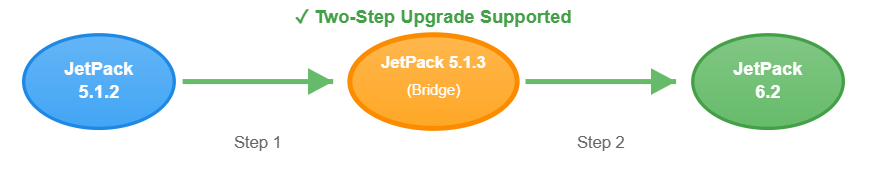 ✓ Two-Step Upgrade Supported
JetPack
5.1.2
JetPack 5.1.3
(Bridge)
JetPack
6.2
Step 1
Step 2